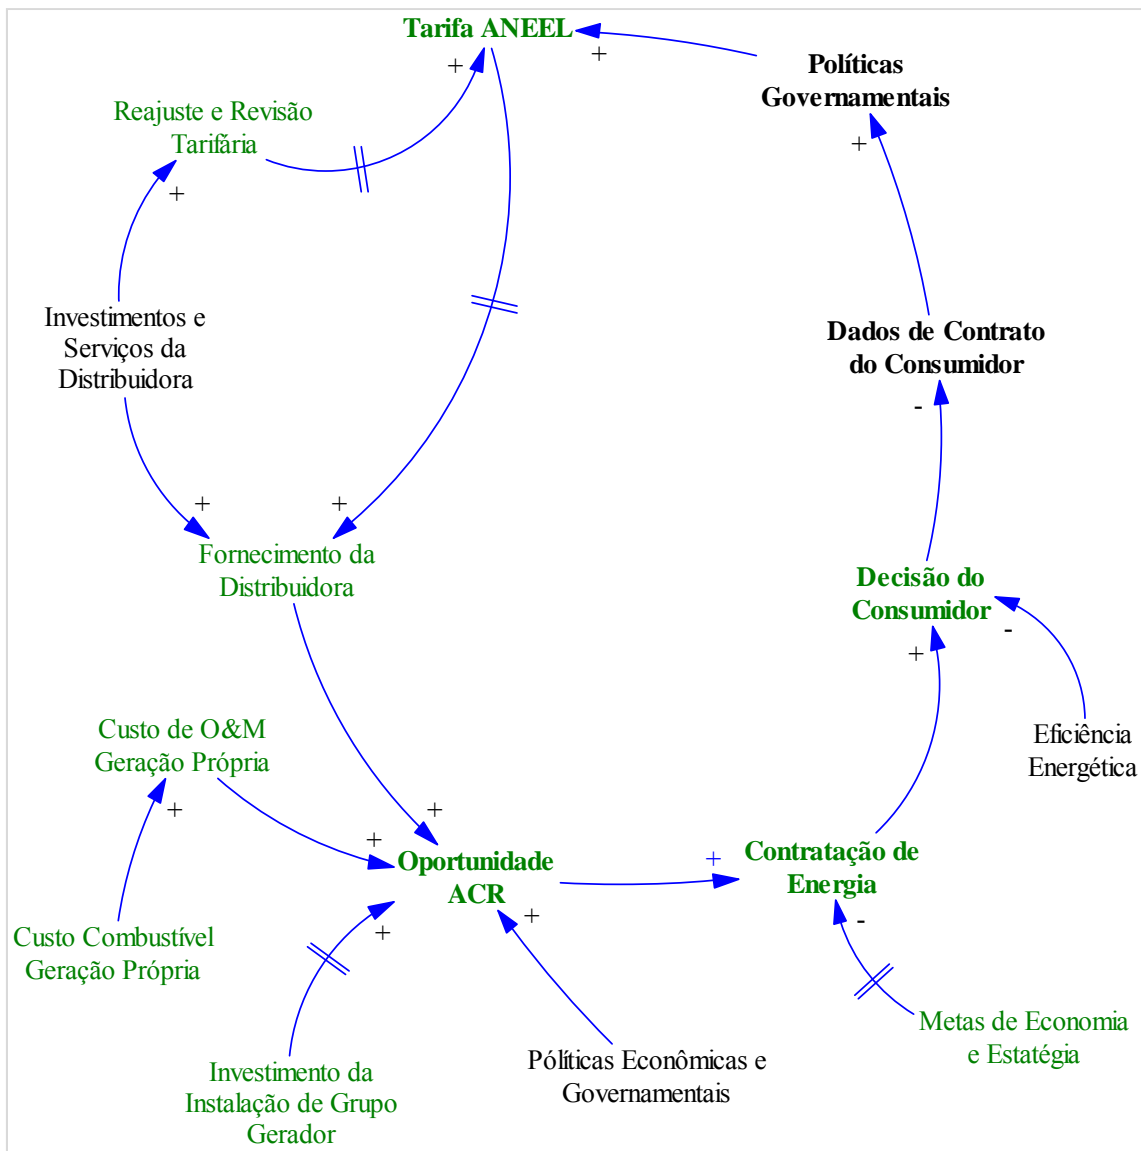 Tarifa ANEEL
+
+
Políticas
Governamentais
Reajuste e Revisão
Tarifária
+
+
Investimentos e
Serviços da
Distribuidora
Dados de Contrato
do Consumidor
-
+
+
Fornecimento da
Distribuidora
Decisão do
Consumidor
-
+
Custo de O&M
Geração Própria
+
Eficiência
Energética
+
+
Oportunidade
ACR
+
Contratação de
Energia
+
+
-
Custo Combustível
Geração Própria
Metas de Economia
e Estatégia
Investimento da
Instalação de Grupo
Gerador
Pólíticas Econômicas e
Governamentais